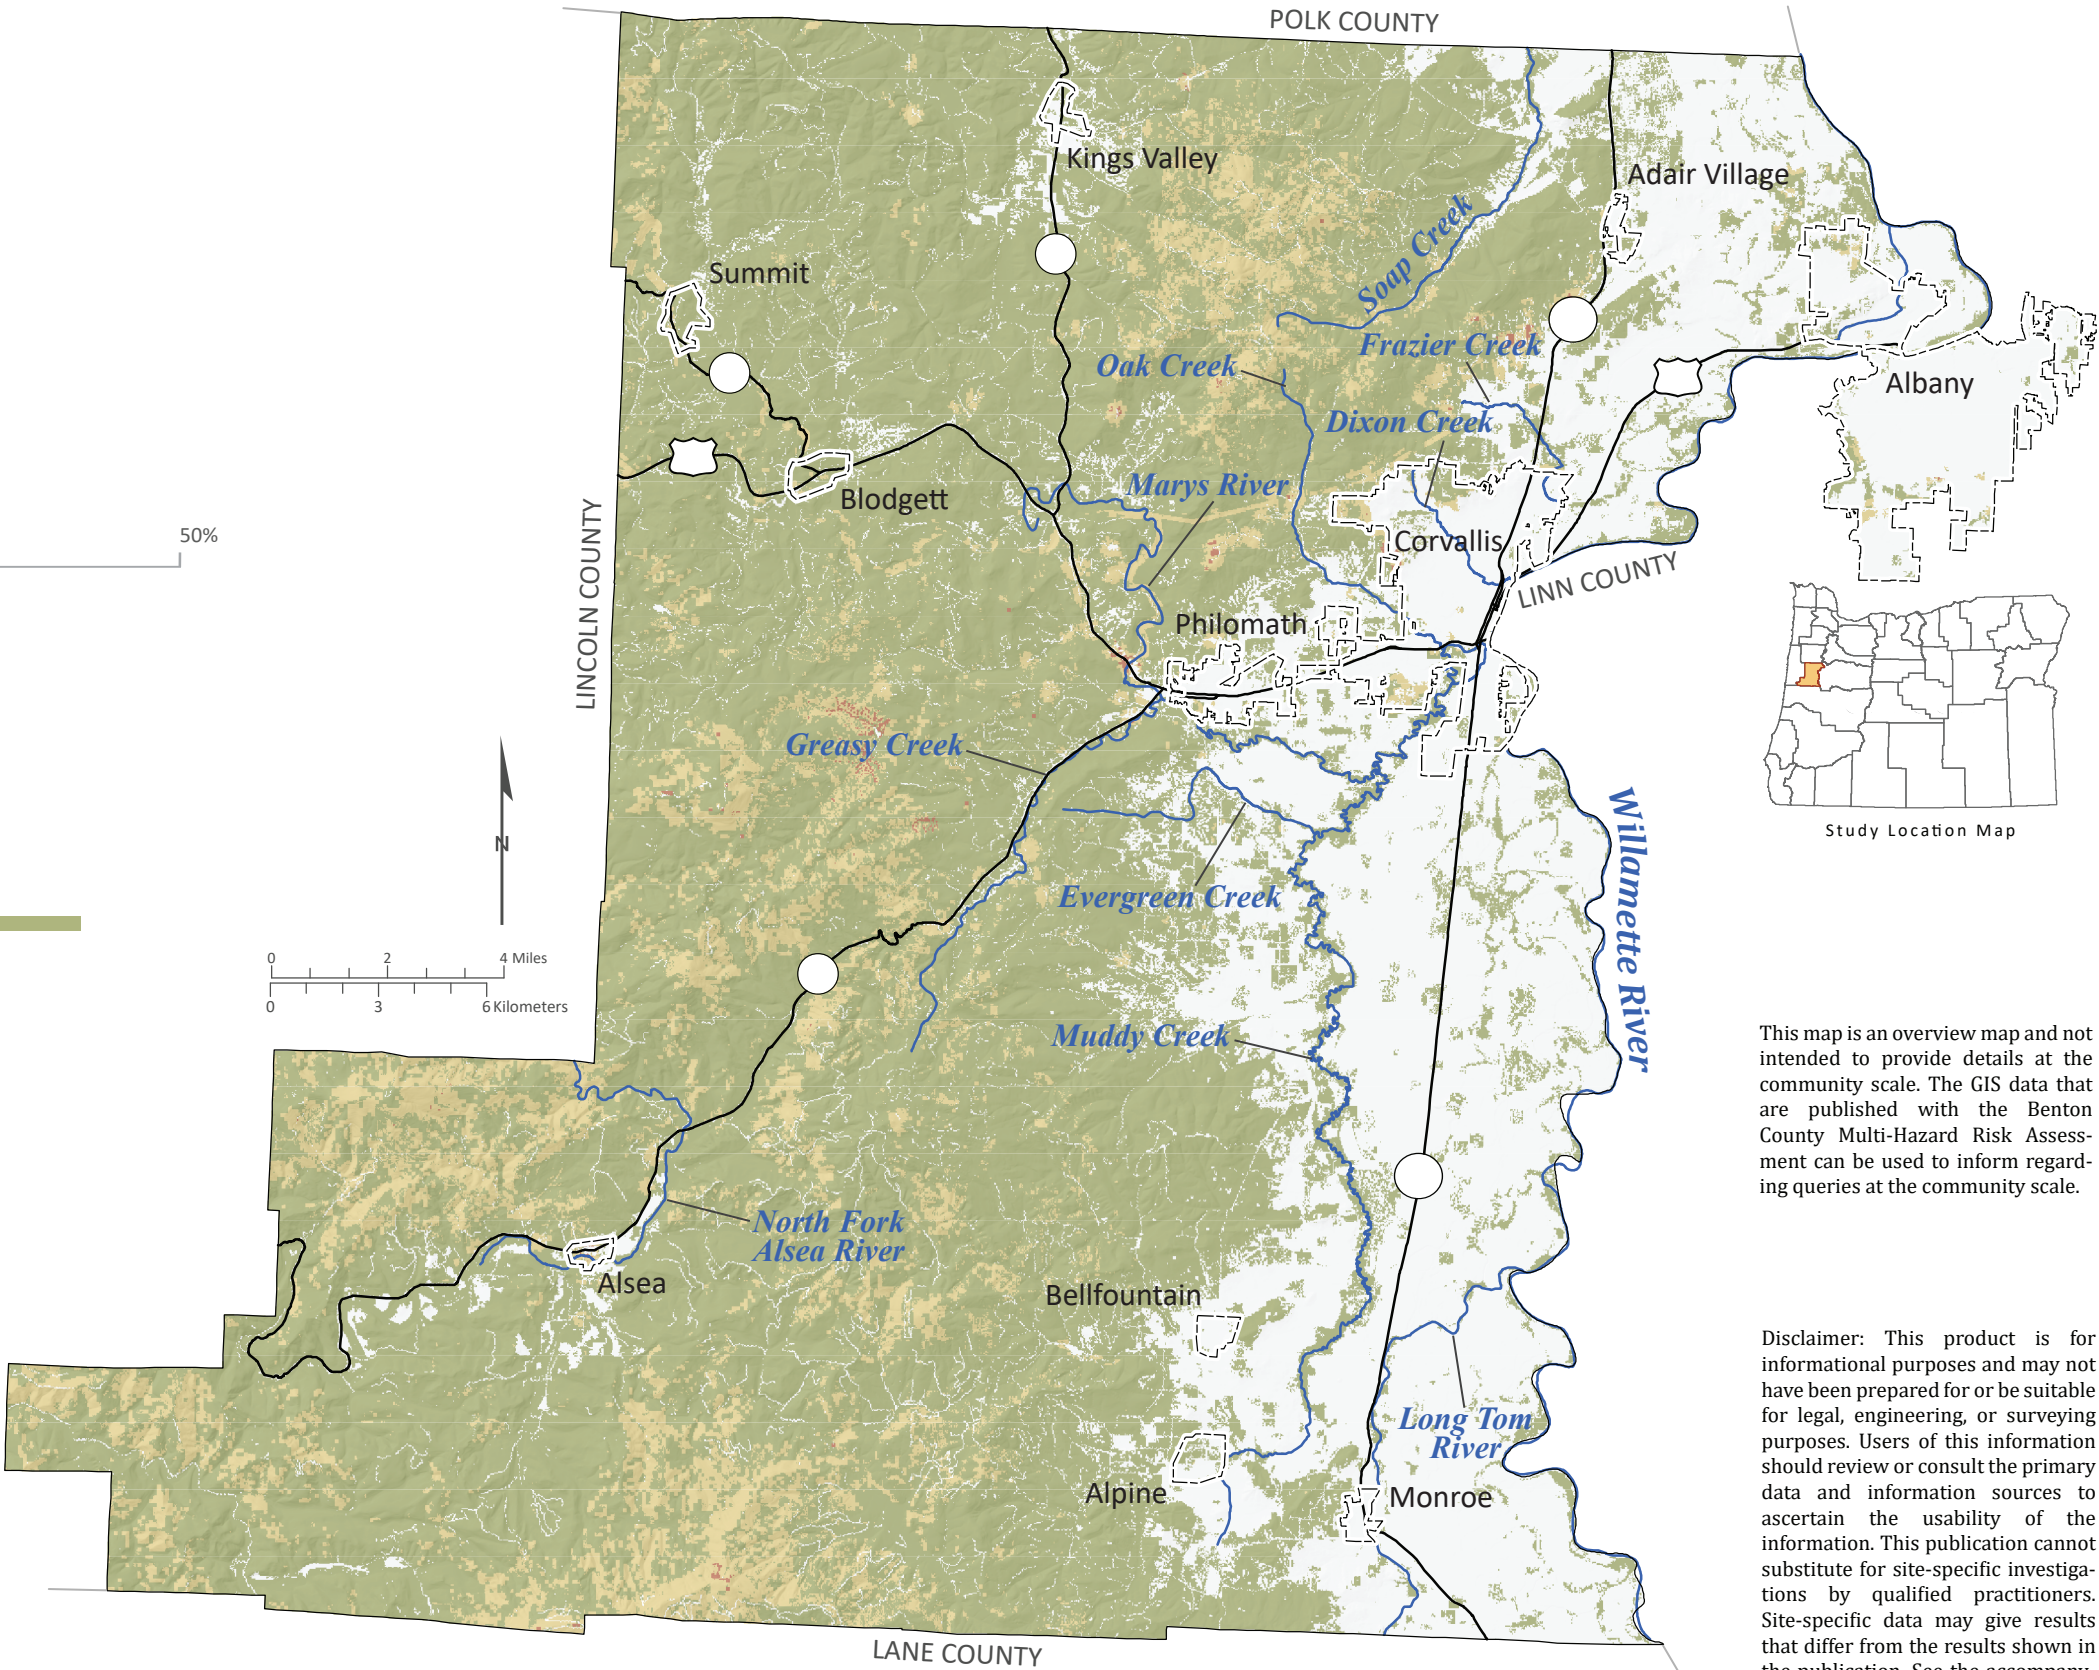 POLK COUNTY
Kings Valley
Adair Village
Soap Creek
Summit
Frazier Creek
Oak Creek
Albany
Dixon Creek
Marys River
Blodgett
LINCOLN COUNTY
50%
Corvallis
LINN COUNTY
Philomath
Greasy Creek
Willamette River
Study Location Map
N
Evergreen Creek
0 2 4 Miles
0 3 6 Kilometers
Muddy Creek
This map is an overview map and not
intended to provide details at the
community scale. The GIS data that
are published with the Benton
County Multi-Hazard Risk Assess-
ment can be used to inform regard-
ing queries at the community scale.
North Fork
Alsea River
Alsea
Bellfountain
Long Tom
River
Alpine
Monroe
LANE COUNTY
Disclaimer: This product is for
informational purposes and may not
have been prepared for or be suitable
for legal, engineering, or surveying
purposes. Users of this information
should review or consult the primary
data and information sources to
ascertain the usability of the
information. This publication cannot
substitute for site-specific investiga-
tions by qualified practitioners.
Site-specific data may give results
that differ from the results shown in
the publication. See the accompany-